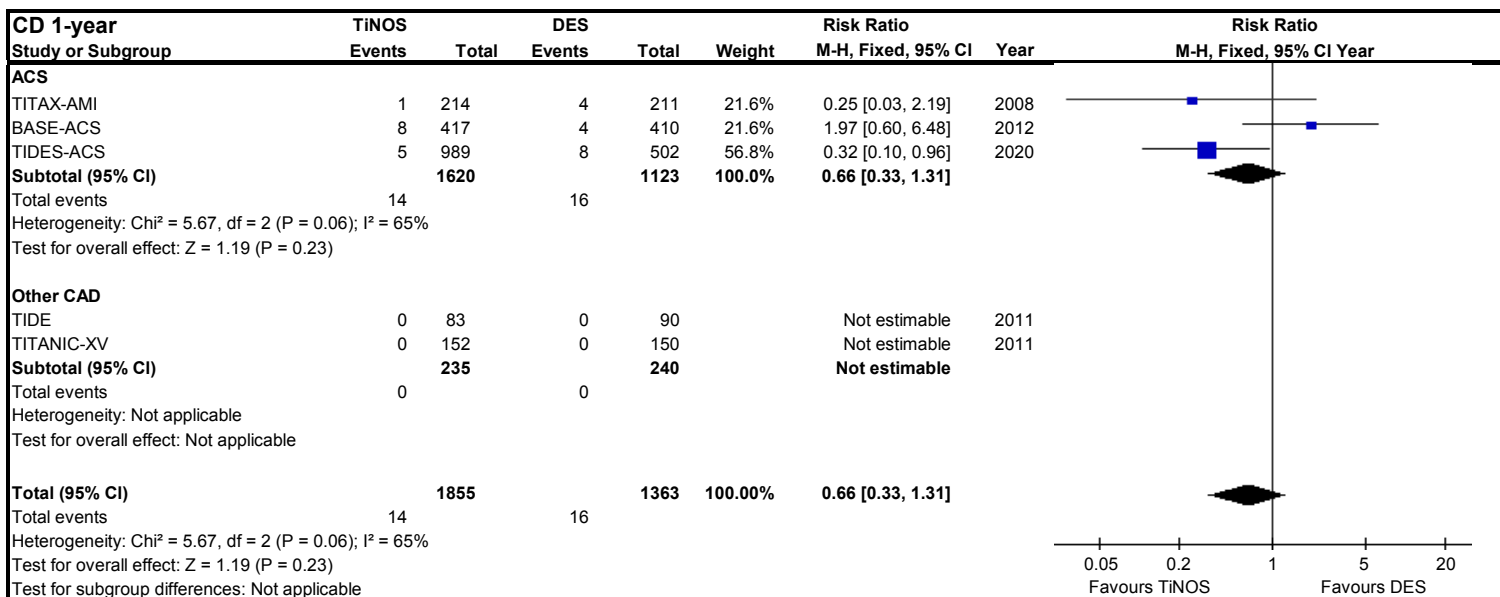 CD 1-year TiNOS DES Risk Ratio Risk Ratio
Study or Subgroup Events Total Events Total Weight M-H, Fixed, 95% CI Year M-H, Fixed, 95% CI Year
ACS
TITAX-AMI 1 214 4 211 21.6% 0.25 [0.03, 2.19] 2008
BASE-ACS 8 417 4 410 21.6% 1.97 [0.60, 6.48] 2012
TIDES-ACS 5 989 8 502 56.8% 0.32 [0.10, 0.96] 2020
Subtotal (95% CI) 1620 1123 100.0% 0.66 [0.33, 1.31]
Total events 14 16
Heterogeneity: Chi² = 5.67, df = 2 (P = 0.06); I² = 65%
Test for overall effect: Z = 1.19 (P = 0.23)
Other CAD
TIDE 0 83 0 90 Not estimable 2011
TITANIC-XV 0 152 0 150 Not estimable 2011
Subtotal (95% CI) 235 240 Not estimable
Total events 0 0
Heterogeneity: Not applicable
Test for overall effect: Not applicable
Total (95% CI) 1855 1363 100.00% 0.66 [0.33, 1.31]
Total events 14 16
Heterogeneity: Chi² = 5.67, df = 2 (P = 0.06); I² = 65%
Test for overall effect: Z = 1.19 (P = 0.23) 0.05 0.2 1 5 20
Test for subgroup differences: Not applicable Favours TiNOS Favours DES